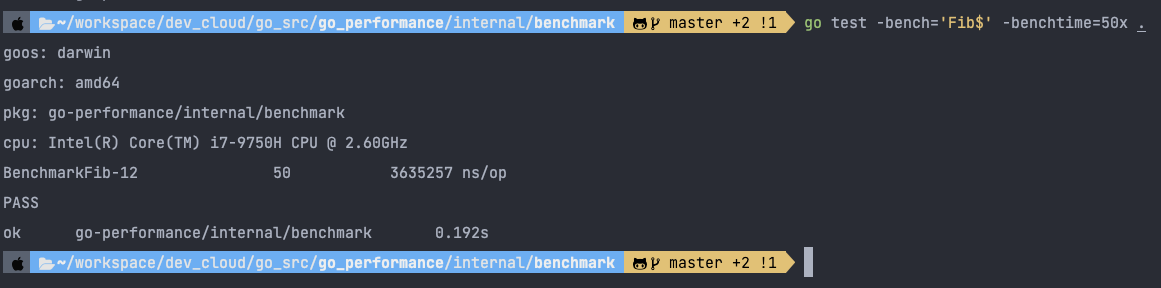 ~/workspace/dev_cloud/go_src/go_performance/internal/benchmark master +2 !1 go test -bench='Fib$' -benchtime=50x .
goos: darwin
goarch: amd64
pkg: go-performance/internal/benchmark
cpu: Intel(R) Core(TM) i7-9750H CPU @ 2.60GHz
BenchmarkFib-12 50 3635257 ns/op
PASS
ok go-performance/internal/benchmark 0.192s
~/workspace/dev_cloud/go_src/go_performance/internal/benchmark master +2 !1